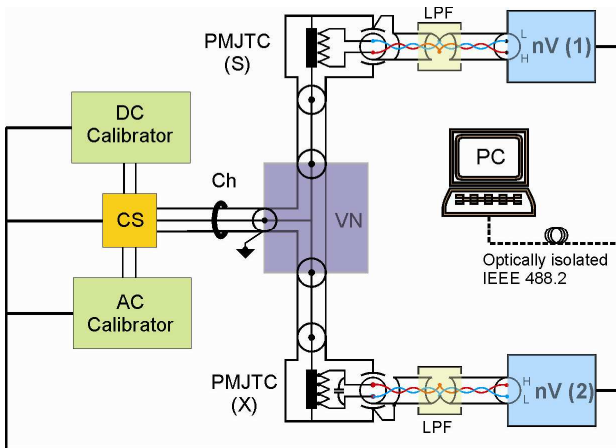 LPF
PMJTC
(S)
L
H
nV (1)
DC
Calibrator
PC
Ch
CS
VN
Optically isolated
IEEE 488.2
AC
Calibrator
PMJTC
(X)
H
L
nV (2)
LPF